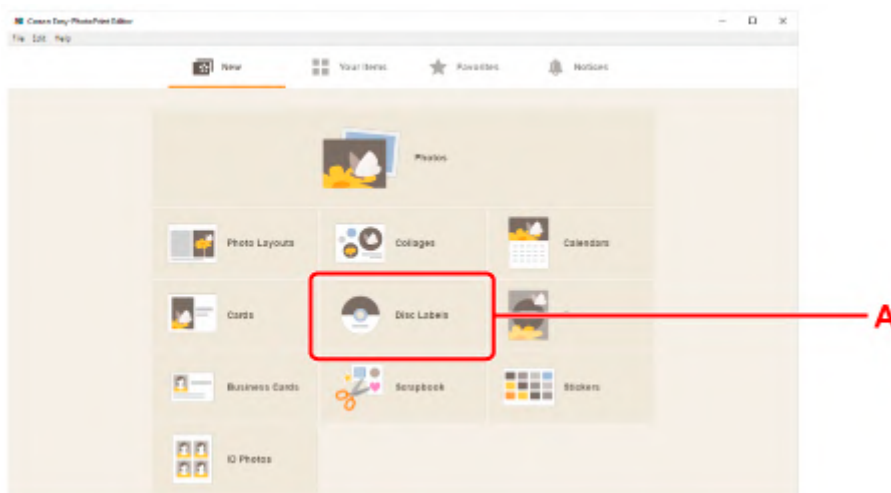 Canon Easy-PhotoPrint Editor
File Edit Help
New Your Items Favorites Notices
Photos
Photo Layouts Collages Calendars
Cards Disc Labels
A
Business Cards Scrapbook Stickers
ID Photos